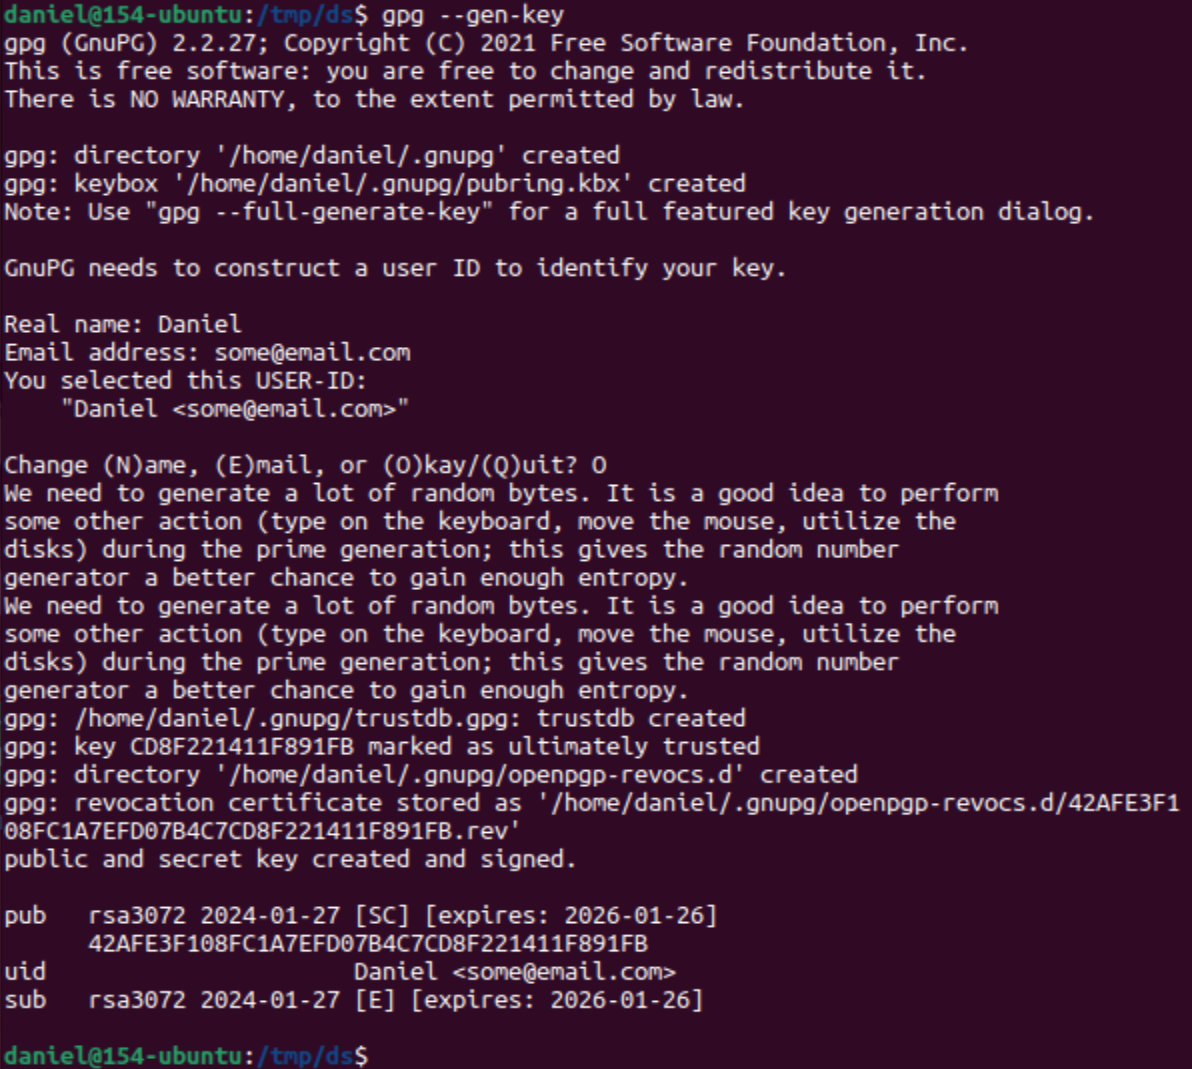 daniel@154-ubuntu:/tmp/ds$ gpg --gen-key
gpg (GnuPG) 2.2.27; Copyright (C) 2021 Free Software Foundation, Inc.
This is free software: you are free to change and redistribute it.
There is NO WARRANTY, to the extent permitted by law.

gpg: directory '/home/daniel/.gnupg' created
gpg: keybox '/home/daniel/.gnupg/pubring.kbx' created
Note: Use "gpg --full-generate-key" for a full featured key generation dialog.

GnuPG needs to construct a user ID to identify your key.

Real name: Daniel
Email address: some@email.com
You selected this USER-ID:
    "Daniel <some@email.com>"

Change (N)ame, (E)mail, or (O)kay/(Q)uit? O
We need to generate a lot of random bytes. It is a good idea to perform
some other action (type on the keyboard, move the mouse, utilize the
disks) during the prime generation; this gives the random number
generator a better chance to gain enough entropy.
We need to generate a lot of random bytes. It is a good idea to perform
some other action (type on the keyboard, move the mouse, utilize the
disks) during the prime generation; this gives the random number
generator a better chance to gain enough entropy.
gpg: /home/daniel/.gnupg/trustdb.gpg: trustdb created
gpg: key CD8F221411F891FB marked as ultimately trusted
gpg: directory '/home/daniel/.gnupg/openpgp-revocs.d' created
gpg: revocation certificate stored as '/home/daniel/.gnupg/openpgp-revocs.d/42AFE3F1
08FC1A7EFD07B4C7CD8F221411F891FB.rev'
public and secret key created and signed.

pub   rsa3072 2024-01-27 [SC] [expires: 2026-01-26]
      42AFE3F108FC1A7EFD07B4C7CD8F221411F891FB
uid                      Daniel <some@email.com>
sub   rsa3072 2024-01-27 [E] [expires: 2026-01-26]

daniel@154-ubuntu:/tmp/ds$